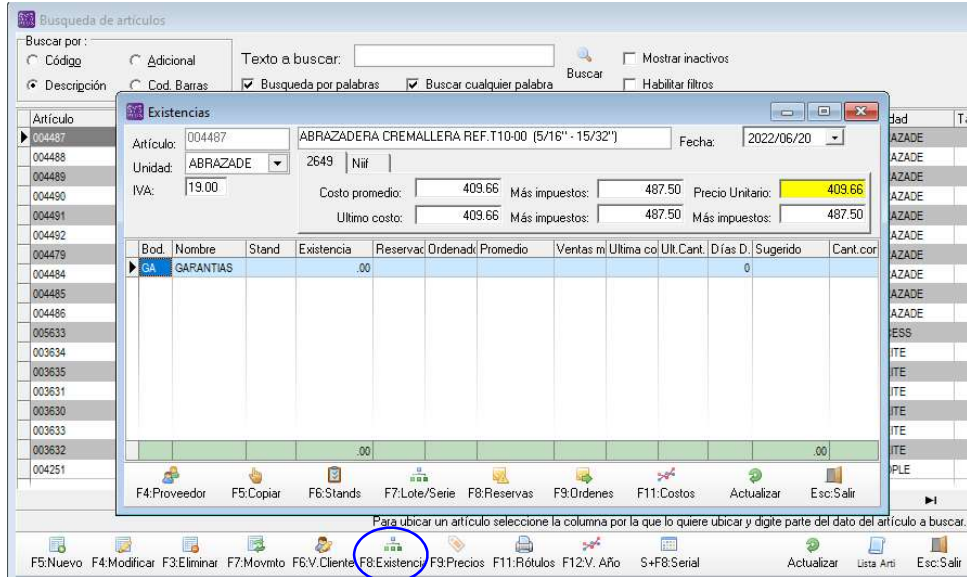 Busqueda de artículos
Buscar por :
Código
Adicional
Texto a buscar:
Buscar
Mostrar inactivos
Descripción
Cod. Barras
Busqueda por palabras
Buscar cualquier palabra
Habilitar filtros
Artículo
004487
004488
004489
004490
004491
004492
004479
004484
004485
004486
005633
003634
003635
003631
003630
003633
003632
004251
Existencias
Artículo: 004487 ABRAZADERA CREMALLERA REF.T10-00 (5/16" - 15/32") Fecha: 2022/06/20
Unidad: ABRAZADE 2649 Niif
IVA: 19.00
Costo promedio: 409.66 Más impuestos: 487.50 Precio Unitario: 409.66
Ultimo costo: 409.66 Más impuestos: 487.50 Más impuestos: 487.50
Bod. Nombre Stand Existencia Reservac Ordenado Promedio Ventas m Ultima co Ult.Cant. Días D. Sugerido Cant.cor
GA GARANTIAS .00 0
.00 .00
F4:Proveedor F5:Copiar F6:Stands F7:Lote/Serie F8:Reservas F9:Ordenes F11:Costos Actualizar Esc:Salir
dad
AZADE
AZADE
AZADE
AZADE
AZADE
AZADE
AZADE
AZADE
AZADE
AZADE
ESS
ITE
ITE
ITE
ITE
ITE
ITE
PLE
Para ubicar un artículo seleccione la columna por la que lo quiere ubicar y digite parte del dato del artículo a buscar.
F5:Nuevo F4:Modificar F3:Eliminar F7:Movmto F6:V.Cliente F8:Existenci F9:Precios F11:Rótulos F12:V. Año S+F8:Serial Actualizar Lista Arti Esc:Salir